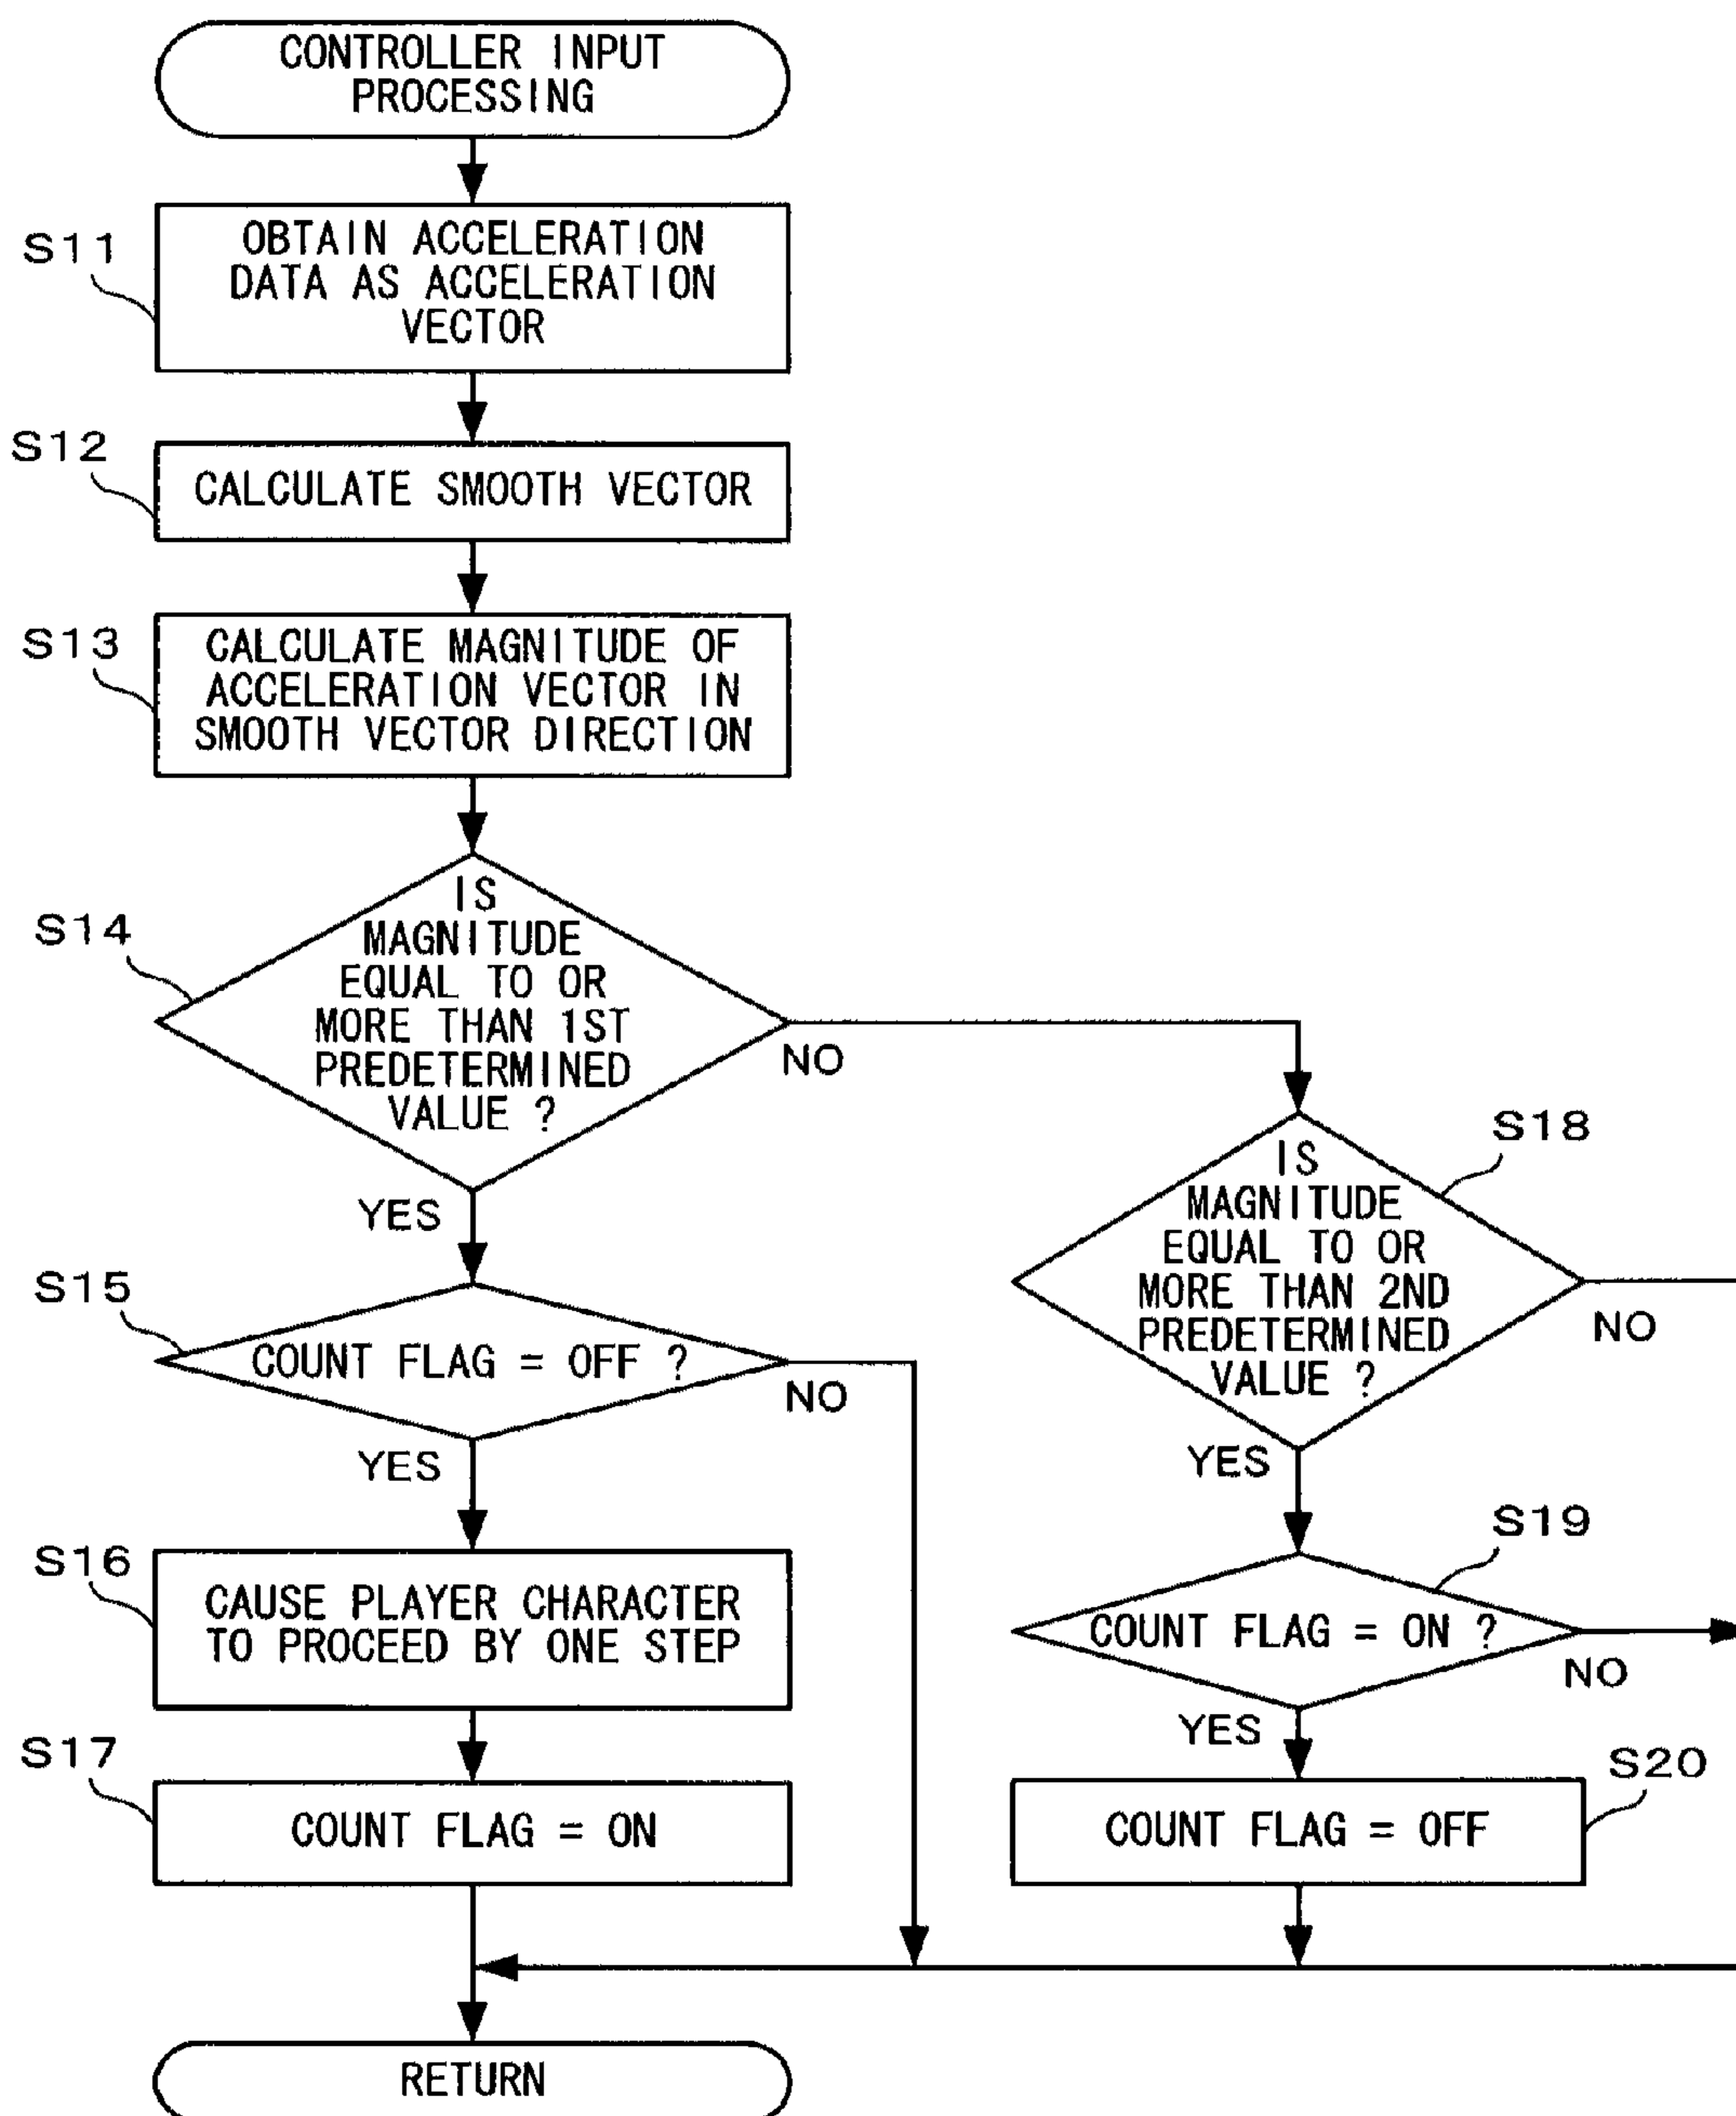 CONTROLLER INPUT
PROCESSING
S11
OBTAIN ACCELERATION
DATA AS ACCELERATION
VECTOR
S12
CALCULATE SMOOTH VECTOR
S13
CALCULATE MAGNITUDE OF
ACCELERATION VECTOR IN
SMOOTH VECTOR DIRECTION
S14
IS
MAGNITUDE
EQUAL TO OR
MORE THAN 1ST
PREDETERMINED
VALUE ?
NO
YES
S15
COUNT FLAG = OFF ?
NO
YES
S16
CAUSE PLAYER CHARACTER
TO PROCEED BY ONE STEP
S17
COUNT FLAG = ON
S18
IS
MAGNITUDE
EQUAL TO OR
MORE THAN 2ND
PREDETERMINED
VALUE ?
NO
YES
S19
COUNT FLAG = ON ?
NO
YES
S20
COUNT FLAG = OFF
RETURN